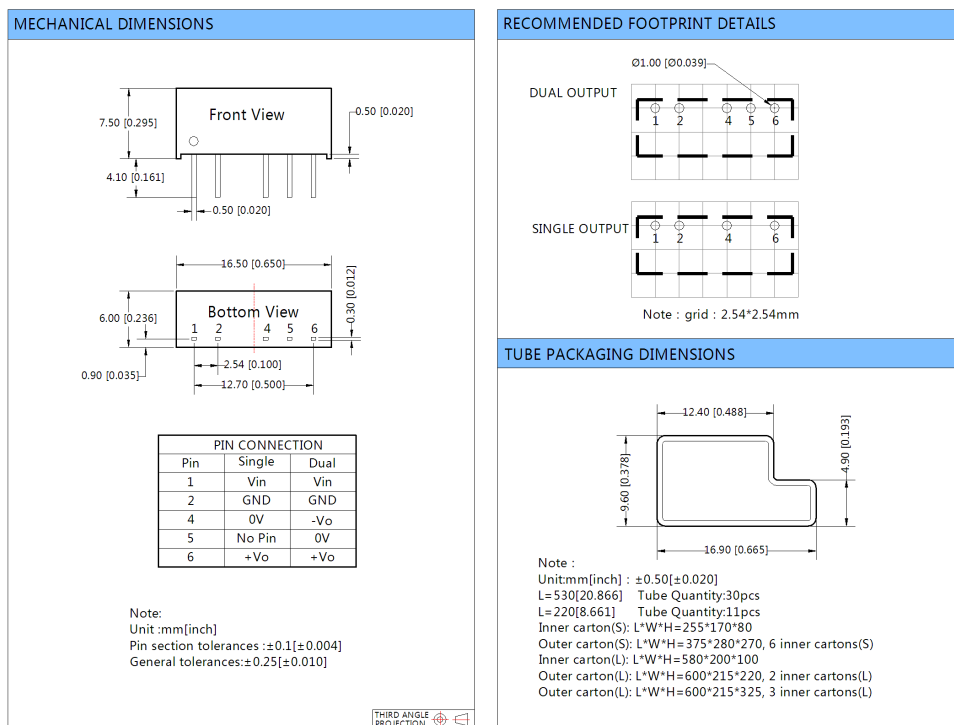 MECHANICAL DIMENSIONS
Front View
7.50 [0.295]
0.50 [0.020]
4.10 [0.161]
0.50 [0.020]
16.50 [0.650]
0.30 [0.012]
Bottom View
6.00 [0.236]
1 2 4 5 6
2.54 [0.100]
0.90 [0.035]
12.70 [0.500]
PIN CONNECTION
Pin Single Dual
1 Vin Vin
2 GND GND
4 0V -Vo
5 No Pin 0V
6 +Vo +Vo
Note:
Unit :mm[inch]
Pin section tolerances :±0.1[±0.004]
General tolerances:±0.25[±0.010]
THIRD ANGLE
PROJECTION
RECOMMENDED FOOTPRINT DETAILS
Ø1.00 [Ø0.039]
DUAL OUTPUT
1 2 4 5 6
SINGLE OUTPUT
1 2 4 6
Note : grid : 2.54*2.54mm
TUBE PACKAGING DIMENSIONS
12.40 [0.488]
4.90 [0.193]
9.60 [0.378]
16.90 [0.665]
Note :
Unit:mm[inch] : ±0.50[±0.020]
L=530[20.866] Tube Quantity:30pcs
L=220[8.661] Tube Quantity:11pcs
Inner carton(S): L*W*H=255*170*80
Outer carton(S): L*W*H=375*280*270, 6 inner cartons(S)
Inner carton(L): L*W*H=580*200*100
Outer carton(L): L*W*H=600*215*220, 2 inner cartons(L)
Outer carton(L): L*W*H=600*215*325, 3 inner cartons(L)